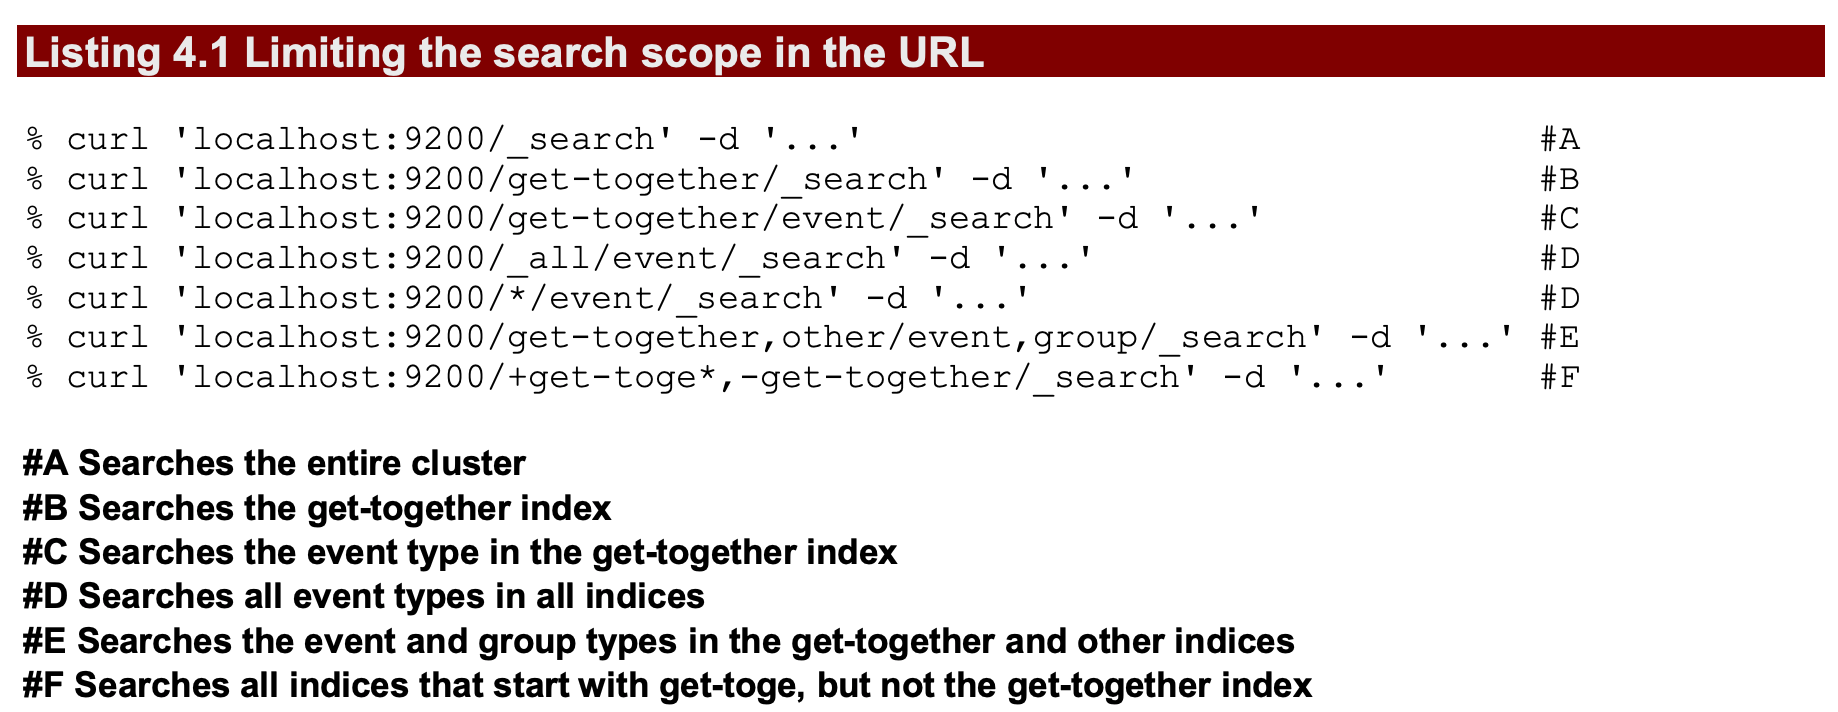 Listing 4.1 Limiting the search scope in the URL
% curl 'localhost:9200/_search' -d '...' #A
% curl 'localhost:9200/get-together/_search' -d '...' #B
% curl 'localhost:9200/get-together/event/_search' -d '...' #C
% curl 'localhost:9200/_all/event/_search' -d '...' #D
% curl 'localhost:9200/*/event/_search' -d '...' #D
% curl 'localhost:9200/get-together,other/event,group/_search' -d '...' #E
% curl 'localhost:9200/+get-toge*,-get-together/_search' -d '...' #F
#A Searches the entire cluster
#B Searches the get-together index
#C Searches the event type in the get-together index
#D Searches all event types in all indices
#E Searches the event and group types in the get-together and other indices
#F Searches all indices that start with get-toge, but not the get-together index